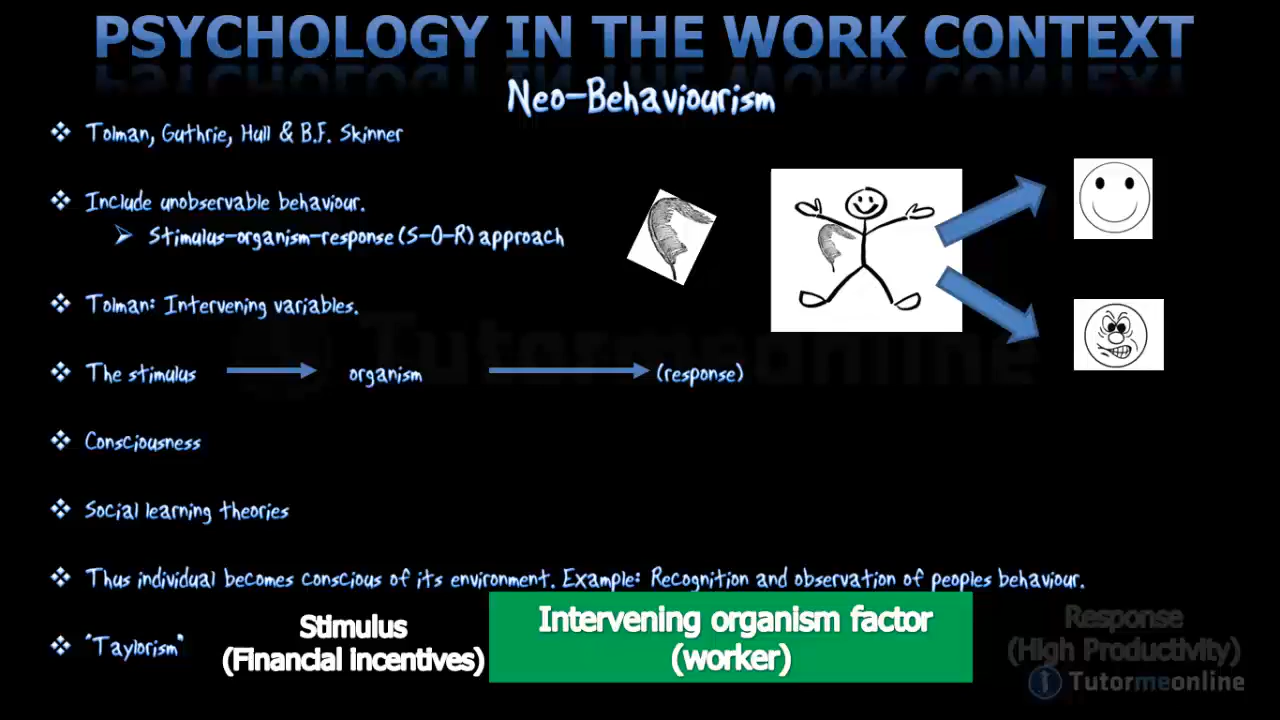 PSYCHOLOGY IN THE WORK CONTEXT
Neo-Behaviourism
Tolman, Guthrie, Hull & B.F. Skinner
Include unobservable behaviour.
Stimulus-organism-response (S-O-R) approach
Tolman: Intervening variables.
The stimulus organism (response)
Consciousness
Social learning theories
Thus individual becomes conscious of its environment. Example: Recognition and observation of peoples behaviour.
"Taylorism"
Stimulus
(Financial incentives)
Intervening organism factor
(worker)
Response
(High Productivity)
Tutormeonline
Tutormeonline